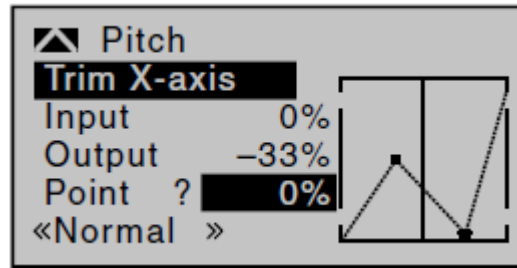 Pitch
Trim X-axis
Input 0%
Output –33%
Point ? 0%
«Normal »